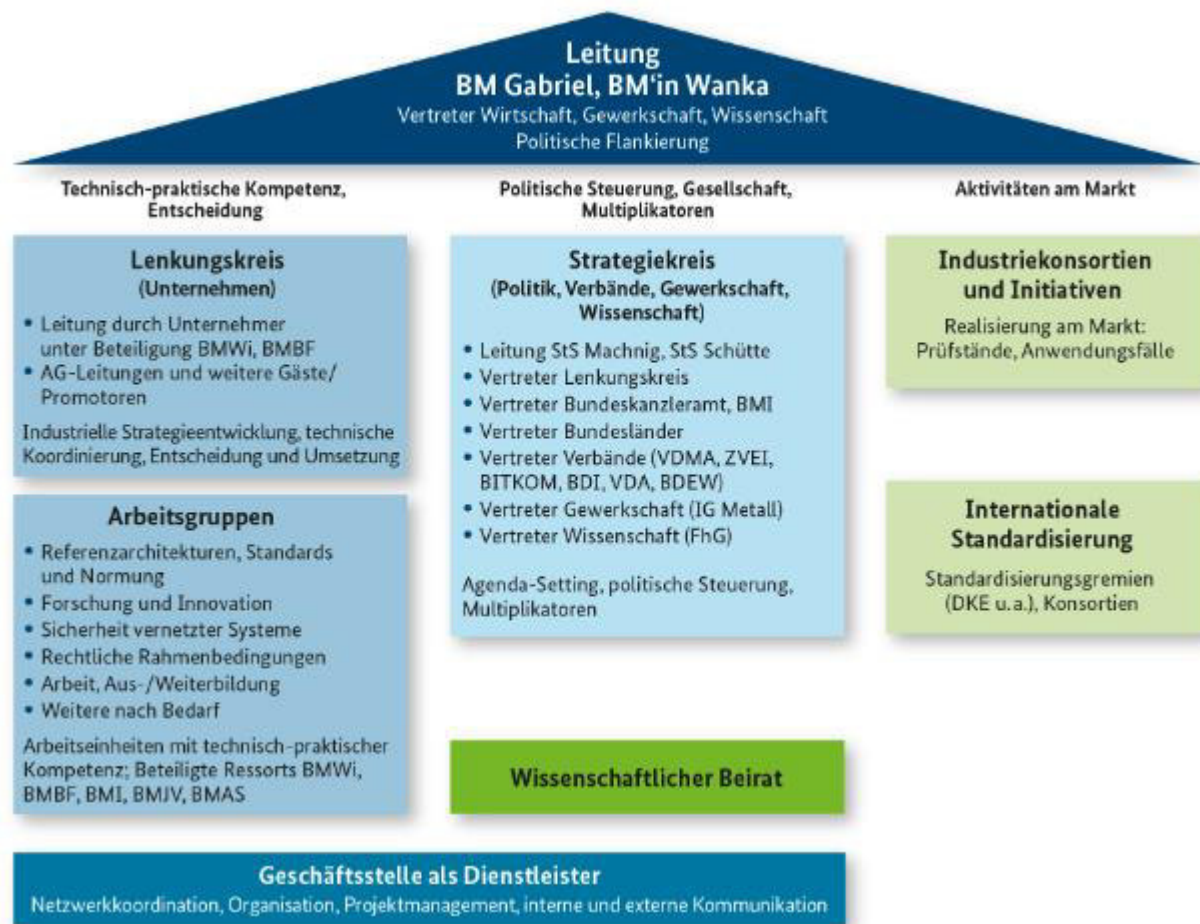 Leitung
BM Gabriel, BM‘in Wanka
Vertreter Wirtschaft, Gewerkschaft, Wissenschaft
Politische Flankierung
Technisch-praktische Kompetenz,
Entscheidung
Lenkungskreis
(Unternehmen)
• Leitung durch Unternehmer
unter Beteiligung BMWi, BMBF
• AG-Leitungen und weitere Gäste/
Promotoren
Industrielle Strategieentwicklung, technische
Koordinierung, Entscheidung und Umsetzung
Arbeitsgruppen
• Referenzarchitekturen, Standards
und Normung
• Forschung und Innovation
• Sicherheit vernetzter Systeme
• Rechtliche Rahmenbedingungen
• Arbeit, Aus-/Weiterbildung
• Weitere nach Bedarf
Arbeitseinheiten mit technisch-praktischer
Kompetenz; Beteiligte Ressorts BMWi,
BMBF, BMI, BMJV, BMAS
Politische Steuerung, Gesellschaft,
Multiplikatoren
Strategiekreis
(Politik, Verbände, Gewerkschaft,
Wissenschaft)
• Leitung StS Machnig, StS Schütte
• Vertreter Lenkungskreis
• Vertreter Bundeskanzleramt, BMI
• Vertreter Bundesländer
• Vertreter Verbände (VDMA, ZVEI,
BITKOM, BDI, VDA, BDEW)
• Vertreter Gewerkschaft (IG Metall)
• Vertreter Wissenschaft (FhG)
Agenda-Setting, politische Steuerung,
Multiplikatoren
Wissenschaftlicher Beirat
Aktivitäten am Markt
Industriekonsortien
und Initiativen
Realisierung am Markt:
Prüfstände, Anwendungsfälle
Internationale
Standardisierung
Standardisierungsgremien
(DKE u. a.), Konsortien
Geschäftsstelle als Dienstleister
Netzwerkkoordination, Organisation, Projektmanagement, interne und externe Kommunikation